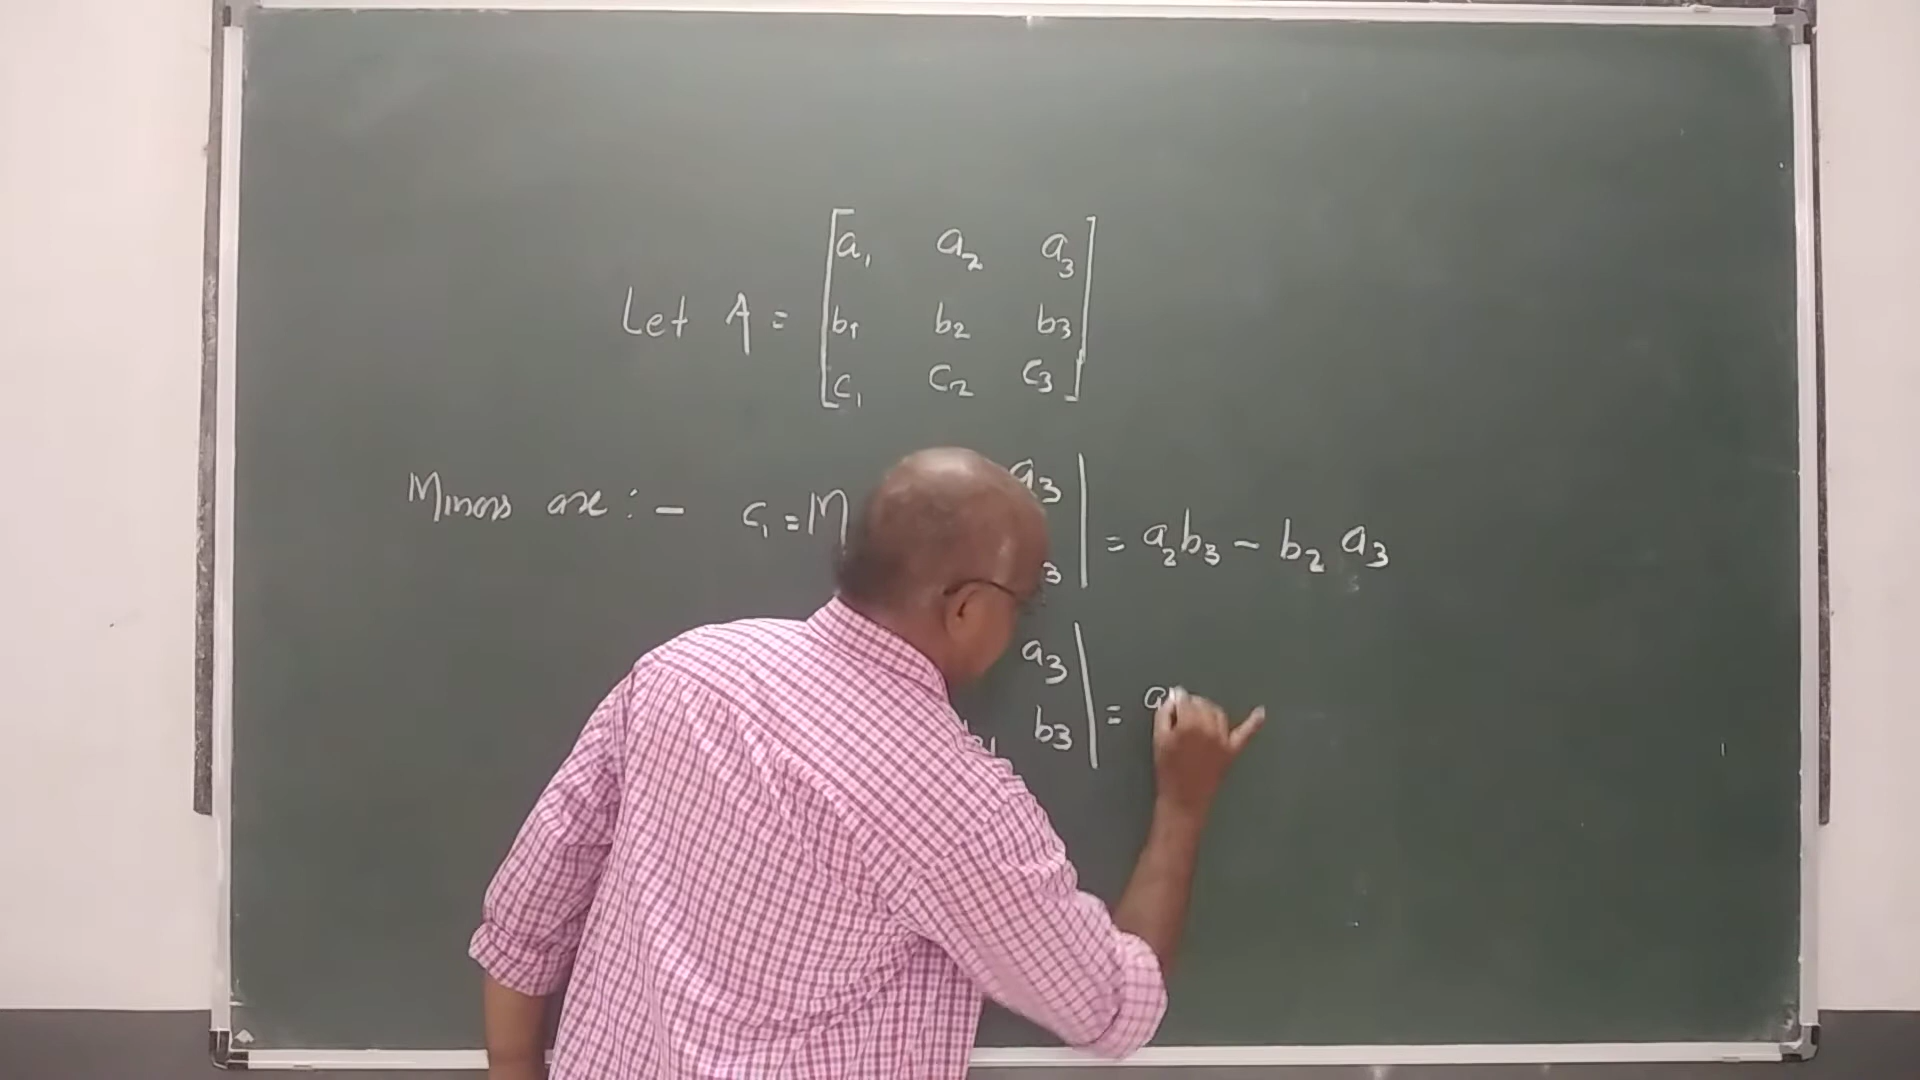 a₁ a₂ a₃
Let A = b₁ b₂ b₃
c₁ c₂ c₃
Minors are :- c₁ = M
a₃
3
= a₂b₃ - b₂ a₃
a₃
b₃
= a